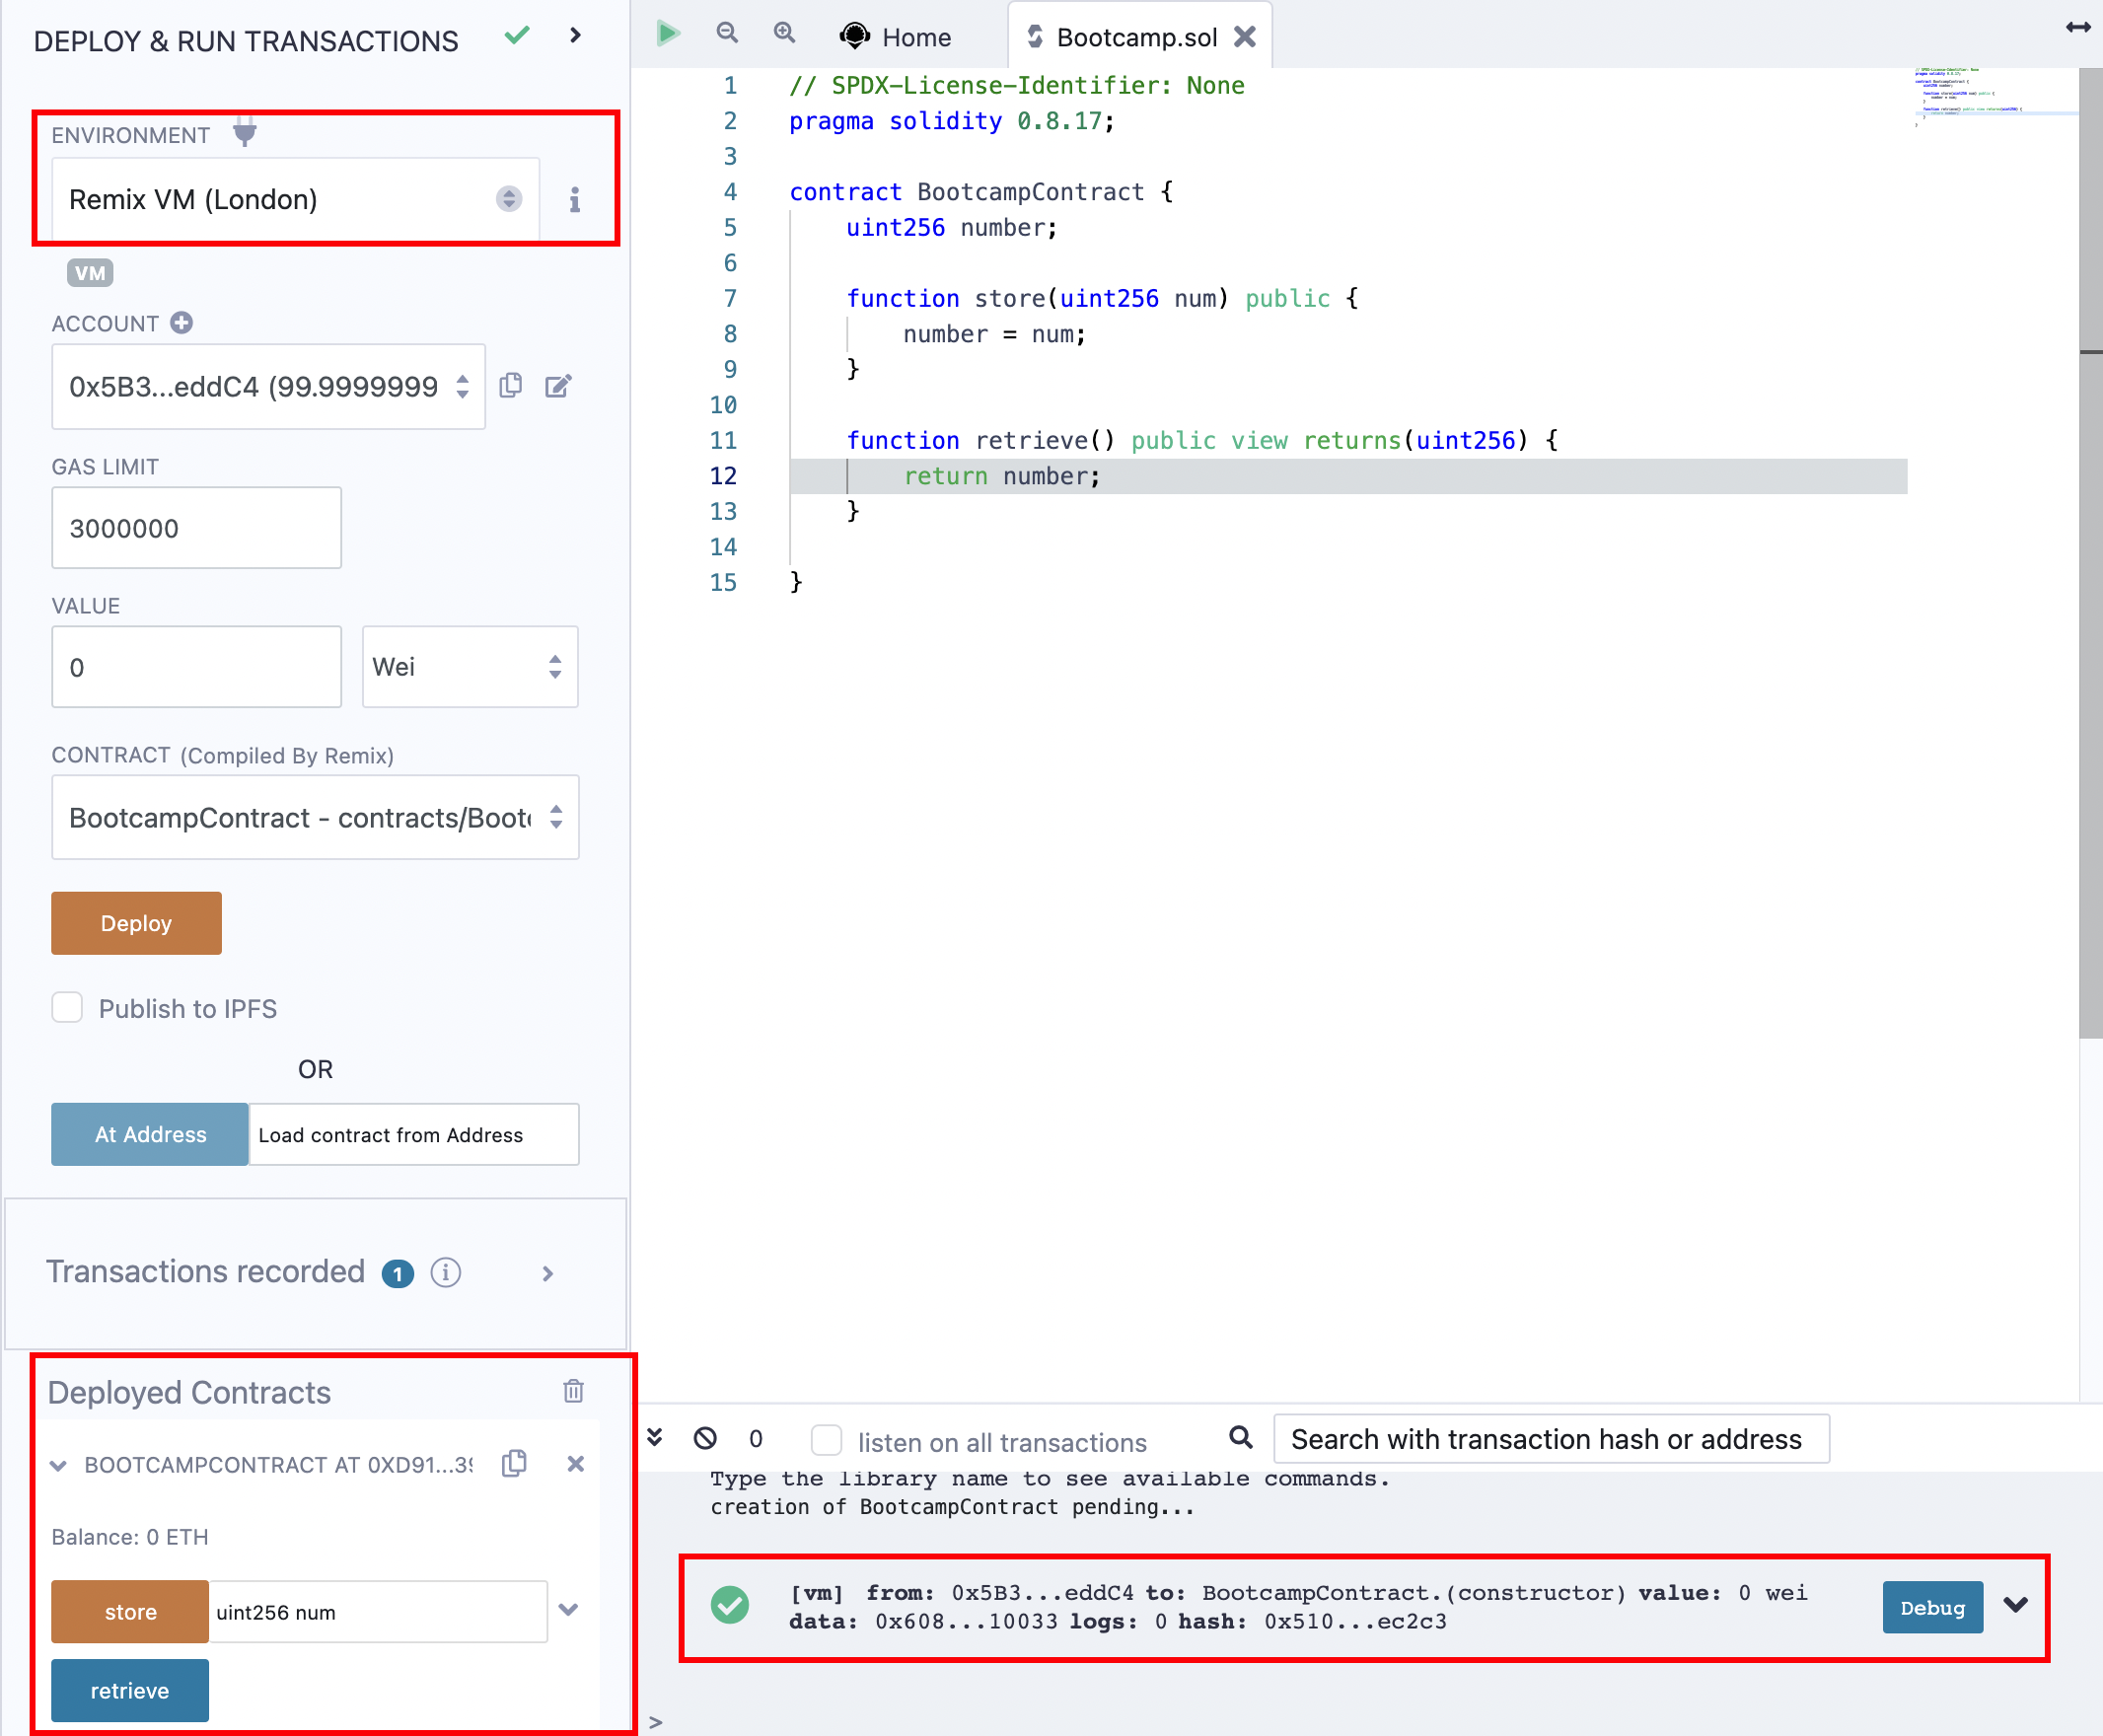 DEPLOY & RUN TRANSACTIONS
ENVIRONMENT
Remix VM (London)
VM
ACCOUNT
0x5B3...eddC4 (99.9999999
GAS LIMIT
3000000
VALUE
0
Wei
CONTRACT (Compiled By Remix)
BootcampContract - contracts/Boot
Deploy
Publish to IPFS
OR
At Address
Load contract from Address
Transactions recorded 1
Deployed Contracts
BOOTCAMPCONTRACT AT 0XD91...39
Balance: 0 ETH
store
uint256 num
retrieve
Home
Bootcamp.sol
1 // SPDX-License-Identifier: None
2 pragma solidity 0.8.17;
3
4 contract BootcampContract {
5 uint256 number;
6
7 function store(uint256 num) public {
8 number = num;
9 }
10
11 function retrieve() public view returns(uint256) {
12 return number;
13 }
14
15 }
0
listen on all transactions
Search with transaction hash or address
Type the library name to see available commands.
creation of BootcampContract pending...
[vm] from: 0x5B3...eddC4 to: BootcampContract.(constructor) value: 0 wei
data: 0x608...10033 logs: 0 hash: 0x510...ec2c3
Debug
>